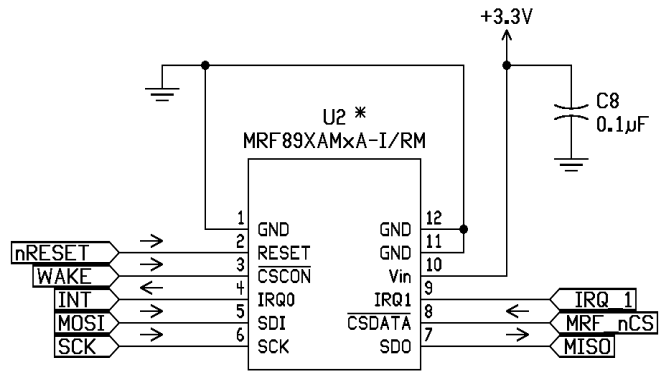 +3.3V
C8
0.1µF
U2 *
MRF89XAMxA-I/RM
1 GND GND 12
nRESET 2 RESET GND 11
WAKE 3 CSCON Vin 10
INT 4 IRQ0 IRQ1 9 IRQ_1
MOSI 5 SDI CSDATA 8 MRF_nCS
SCK 6 SCK SDO 7 MISO